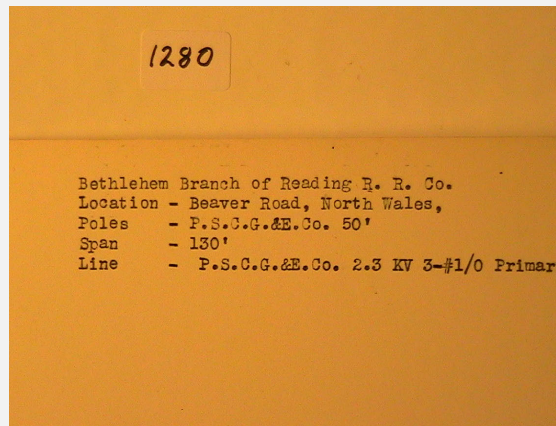 1280
Bethlehem Branch of Reading R. R. Co.
Location - Beaver Road, North Wales,
Poles - P.S.C.G.&E.Co. 50'
Span - 130'
Line - P.S.C.G.&E.Co. 2.3 KV 3-#1/0 Primar